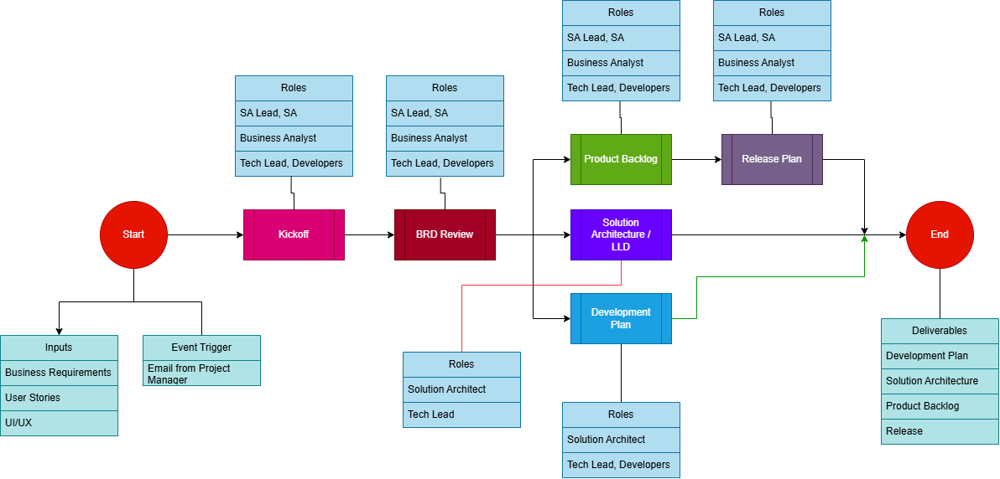 Roles
SA Lead, SA
Business Analyst
Tech Lead, Developers
Roles
SA Lead, SA
Business Analyst
Tech Lead, Developers
Roles
SA Lead, SA
Business Analyst
Tech Lead, Developers
Roles
SA Lead, SA
Business Analyst
Tech Lead, Developers
Product Backlog
Release Plan
Start
Kickoff
BRD Review
Solution
Architecture /
LLD
End
Development
Plan
Inputs
Business Requirements
User Stories
UI/UX
Event Trigger
Email from Project
Manager
Roles
Solution Architect
Tech Lead
Roles
Solution Architect
Tech Lead, Developers
Deliverables
Development Plan
Solution Architecture
Product Backlog
Release